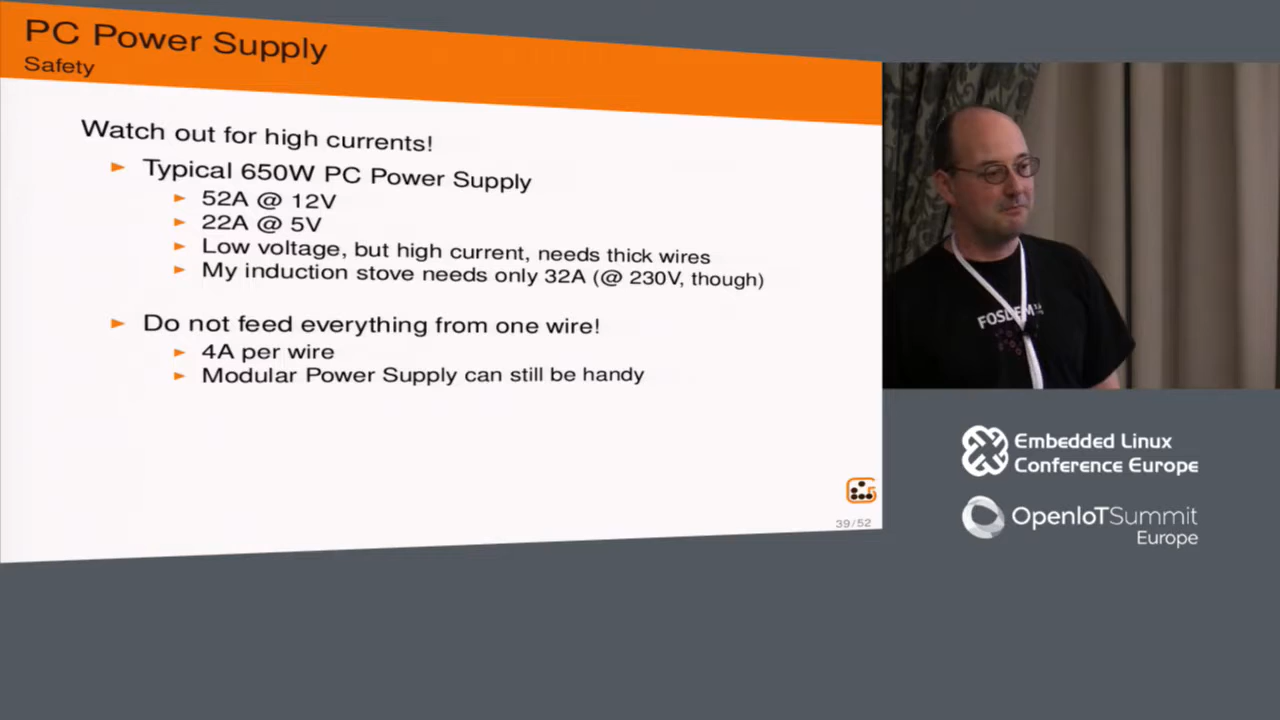 PC Power Supply
Safety
Watch out for high currents!
Typical 650W PC Power Supply
52A @ 12V
22A @ 5V
Low voltage, but high current, needs thick wires
My induction stove needs only 32A (@ 230V, though)
Do not feed everything from one wire!
4A per wire
Modular Power Supply can still be handy
39/52
FOSDEM
Embedded Linux
Conference Europe
OpenIoTSummit
Europe